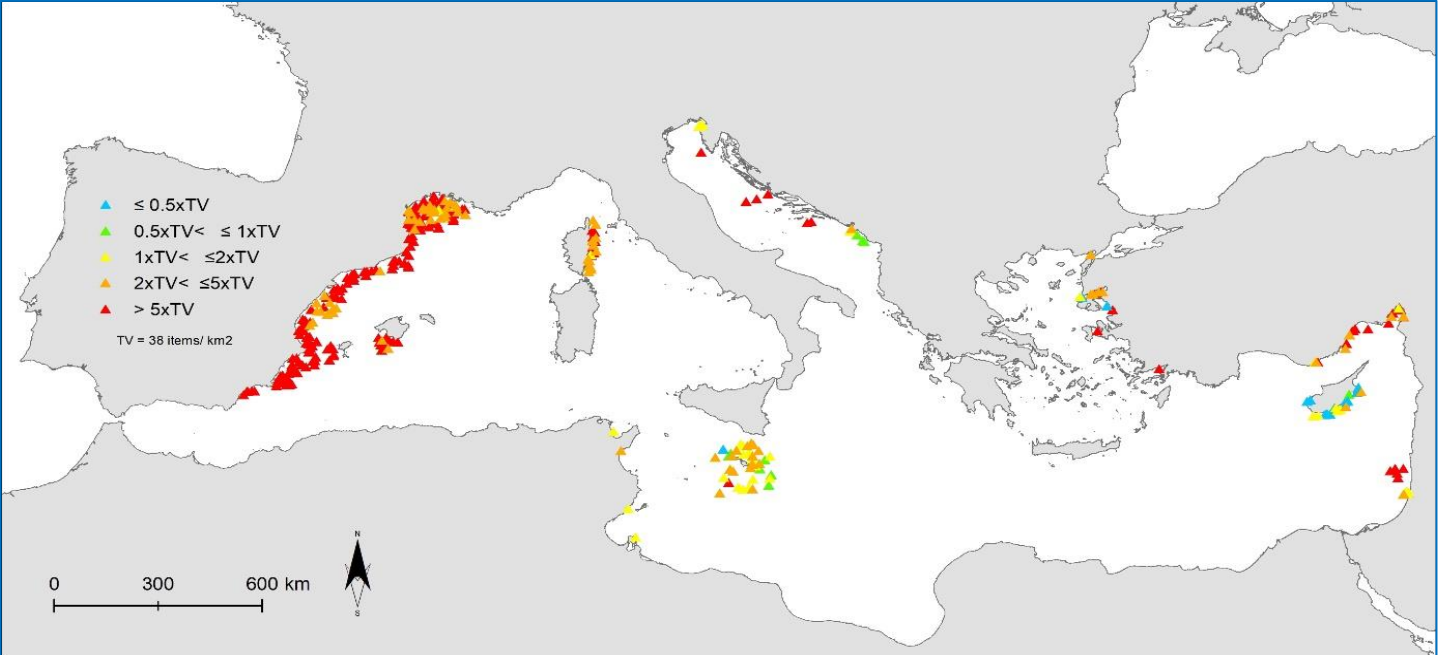 ≤ 0.5xTV
0.5xTV< ≤ 1xTV
1xTV< ≤2xTV
2xTV< ≤5xTV
> 5xTV
TV = 38 items/ km2
N
S
0 300 600 km